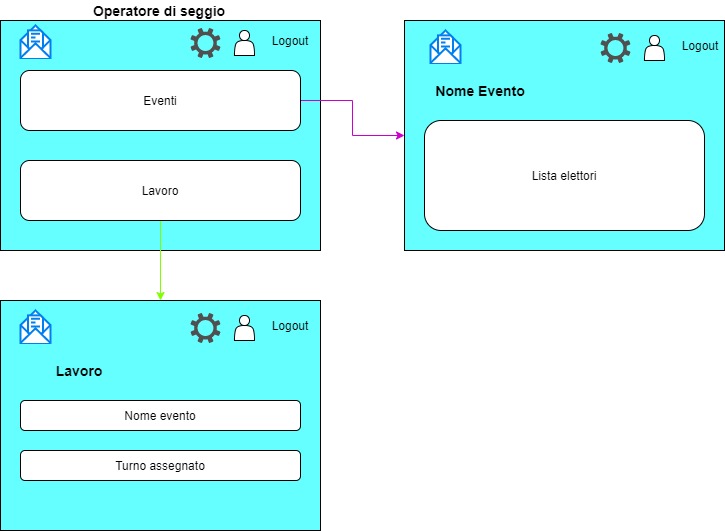 Operatore di seggio
Logout
Eventi
Lavoro
Logout
Nome Evento
Lista elettori
Logout
Lavoro
Nome evento
Turno assegnato